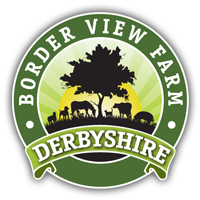 · BORDER VIEW FARM ·
DERBYSHIRE